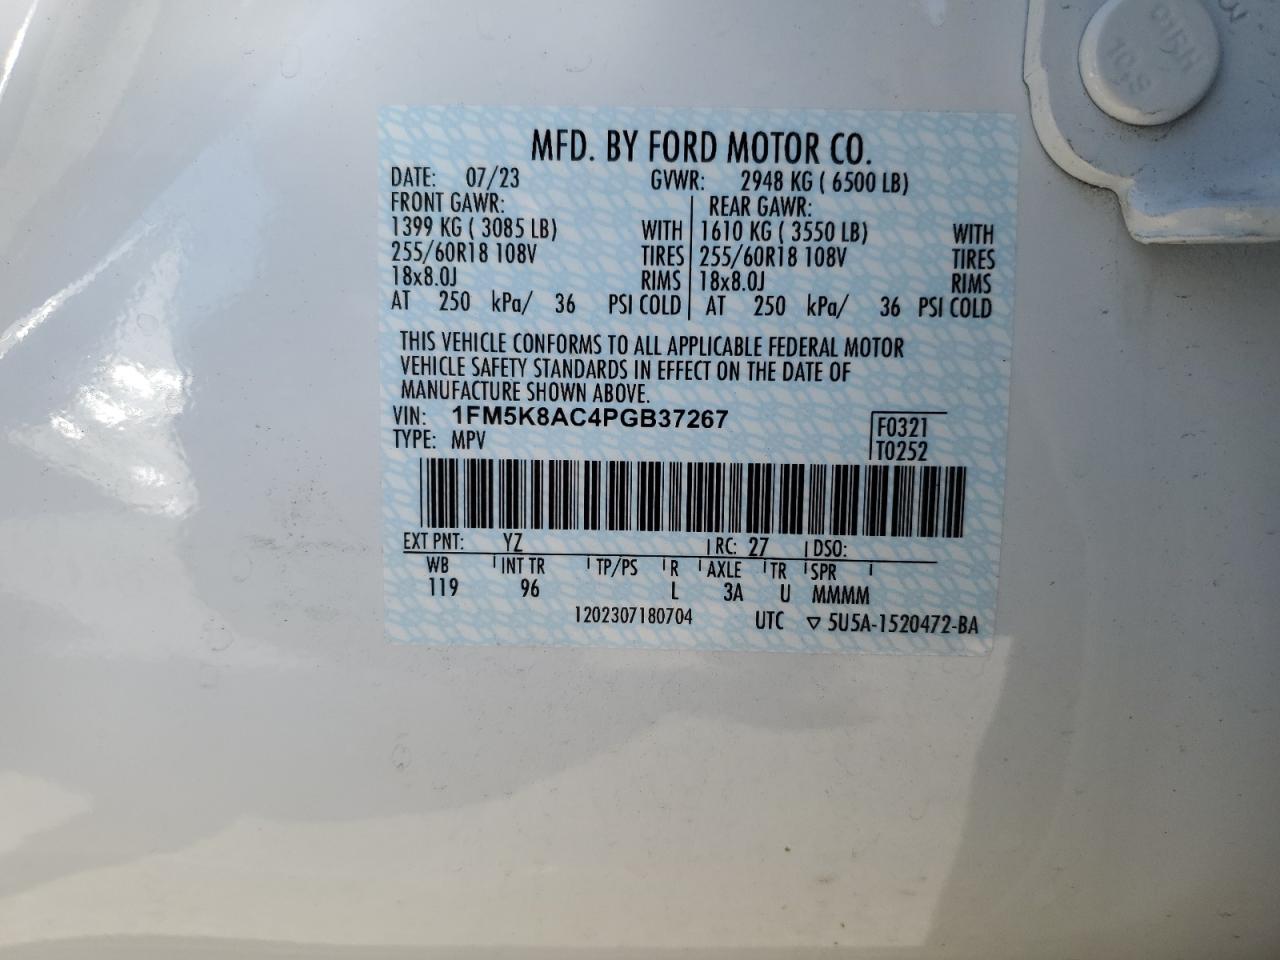 MFD. BY FORD MOTOR CO.
DATE: 07/23 GVWR: 2948 KG ( 6500 LB)
FRONT GAWR: REAR GAWR:
1399 KG ( 3085 LB) WITH 1610 KG ( 3550 LB) WITH
255/60R18 108V TIRES 255/60R18 108V TIRES
18x8.0J RIMS 18x8.0J RIMS
AT 250 kPa/ 36 PSI COLD AT 250 kPa/ 36 PSI COLD
THIS VEHICLE CONFORMS TO ALL APPLICABLE FEDERAL MOTOR
VEHICLE SAFETY STANDARDS IN EFFECT ON THE DATE OF
MANUFACTURE SHOWN ABOVE.
VIN: 1FM5K8AC4PGB37267 F0321
TYPE: MPV T0252
EXT PNT: YZ RC: 27 DSO:
WB INT TR TP/PS R AXLE TR SPR
119 96 L 3A U MMMM
1202307180704 UTC ▽ 5U5A-1520472-BA